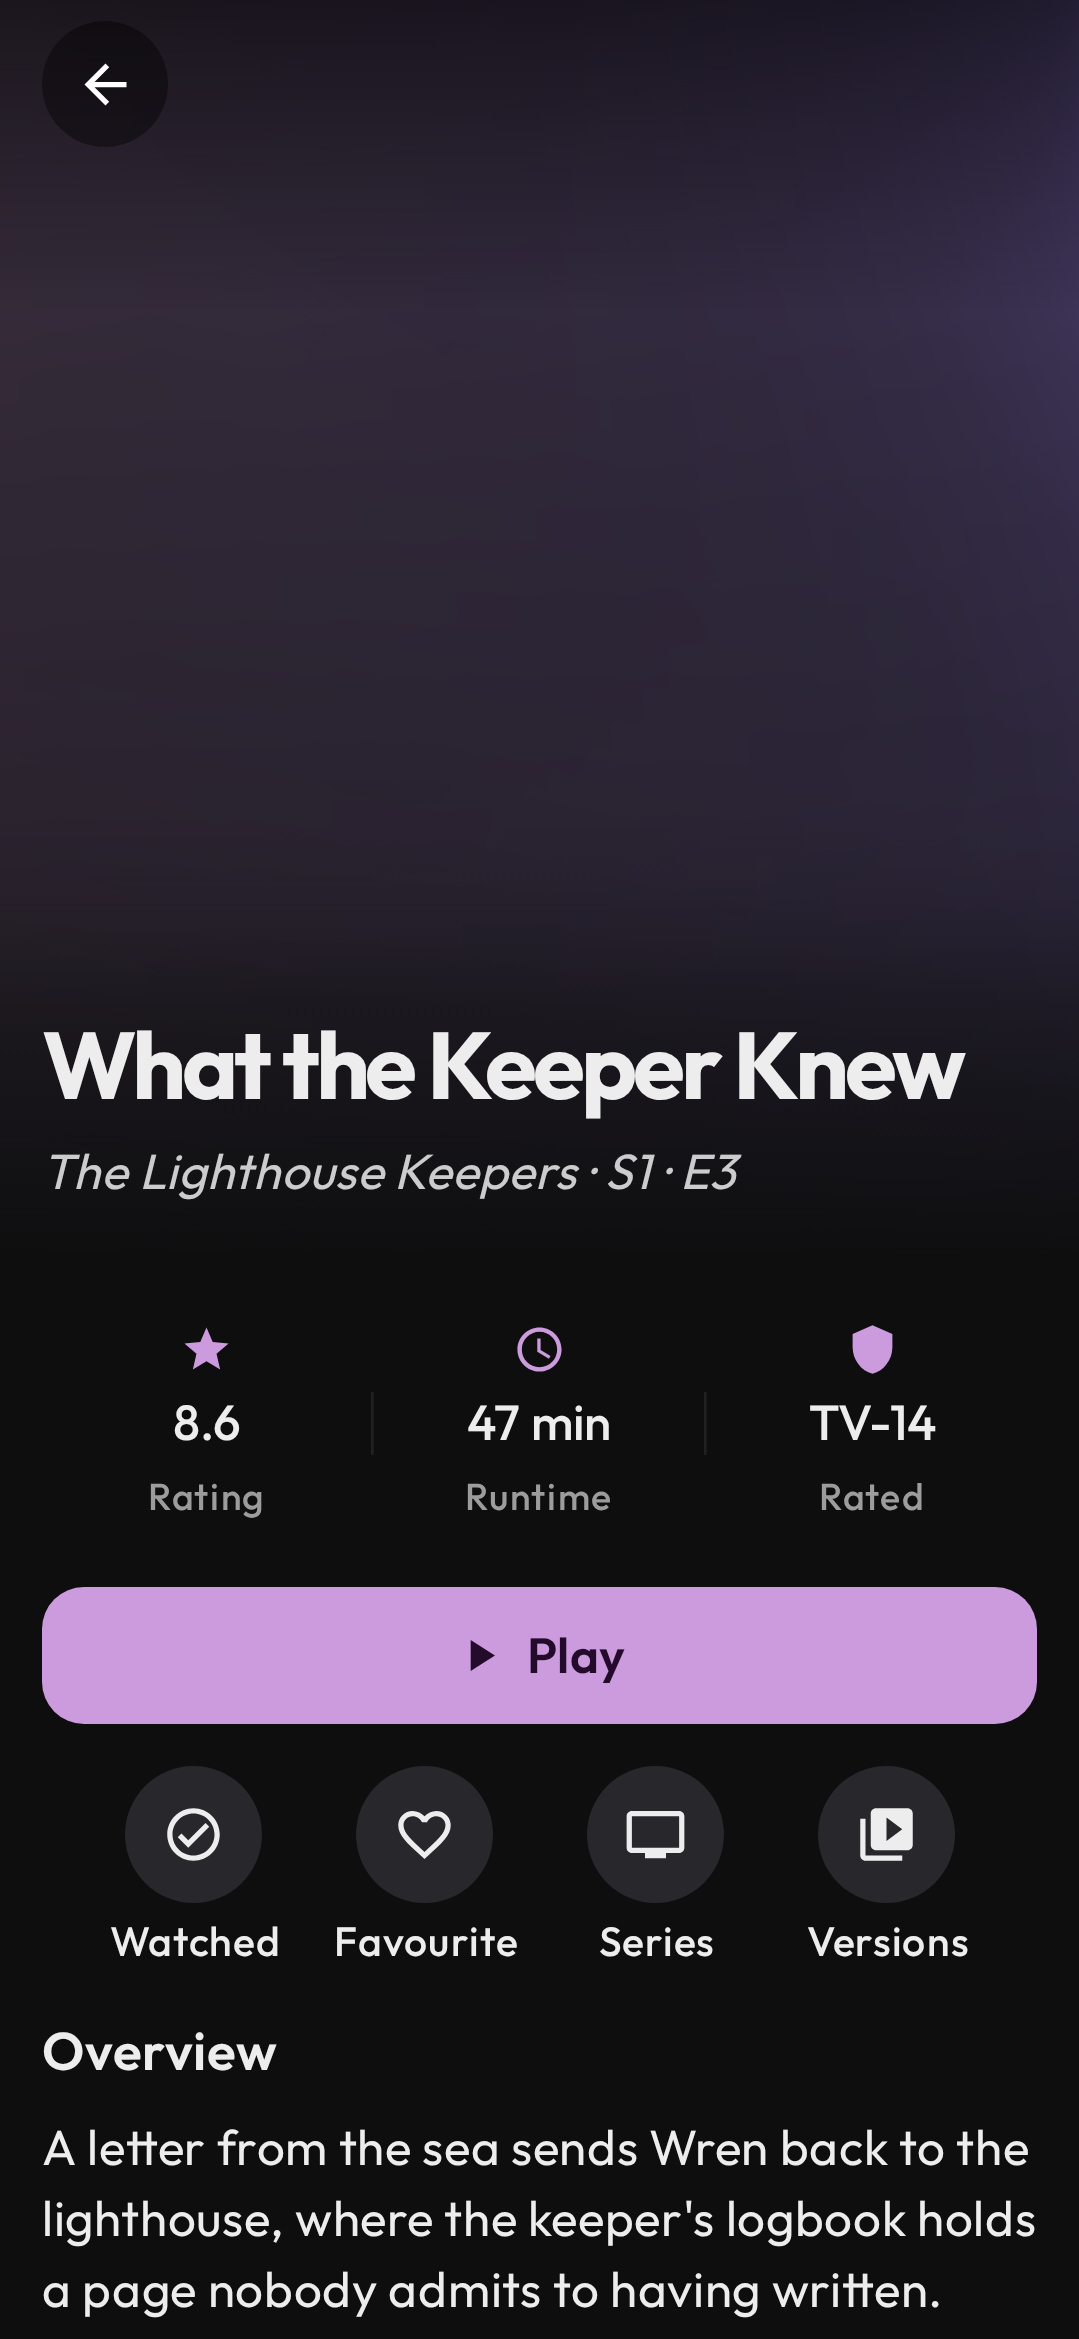 What the Keeper Knew
The Lighthouse Keepers · S1 · E3
8.6
47 min
TV-14
Rating
Runtime
Rated
Play
Watched
Favourite
Series
Versions
Overview
A letter from the sea sends Wren back to the
lighthouse, where the keeper's logbook holds
a page nobody admits to having written.